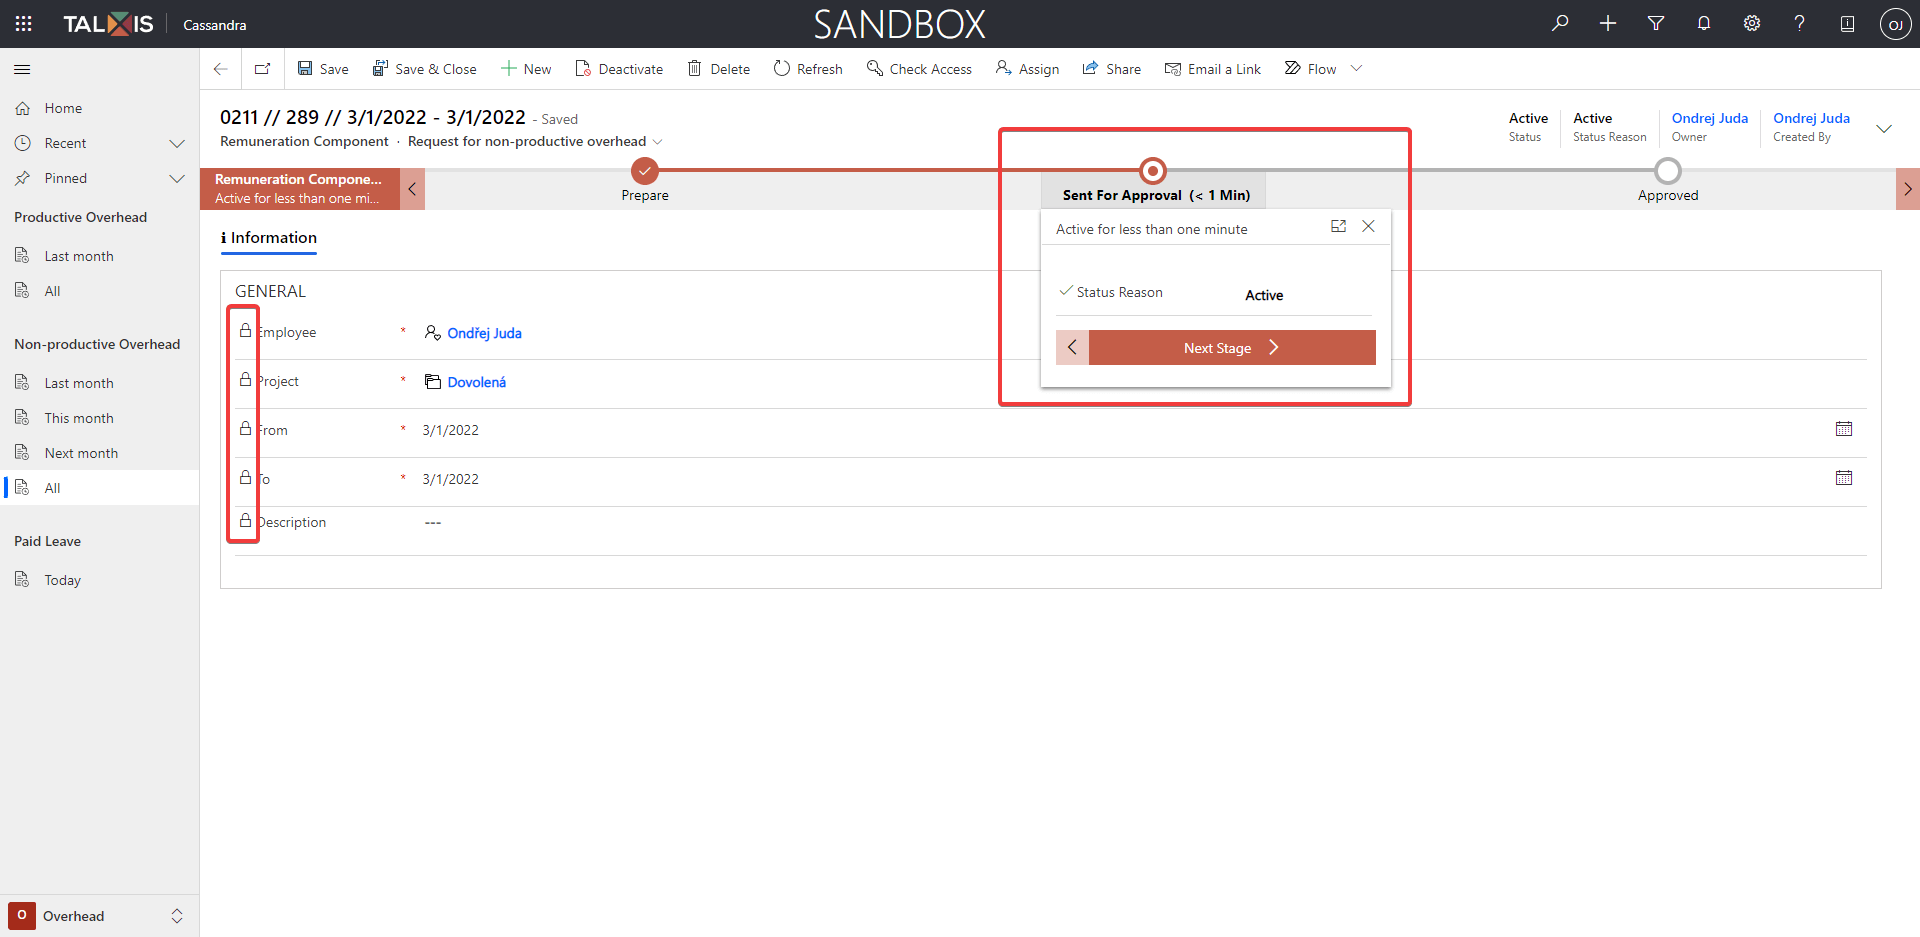 TALXIS
Cassandra
SANDBOX
OJ
Save
Save & Close
New
Deactivate
Delete
Refresh
Check Access
Assign
Share
Email a Link
Flow
Home
Recent
Pinned
Productive Overhead
Last month
All
Non-productive Overhead
Last month
This month
Next month
All
Paid Leave
Today
O Overhead
0211 // 289 // 3/1/2022 - 3/1/2022 - Saved
Remuneration Component · Request for non-productive overhead
Active
Status
Active
Status Reason
Ondrej Juda
Owner
Ondrej Juda
Created By
Remuneration Compone...
Active for less than one mi...
Prepare
Sent For Approval (< 1 Min)
Approved
Active for less than one minute
Status Reason Active
Next Stage
Information
GENERAL
Employee * Ondřej Juda
Project * Dovolená
From * 3/1/2022
To * 3/1/2022
Description ---